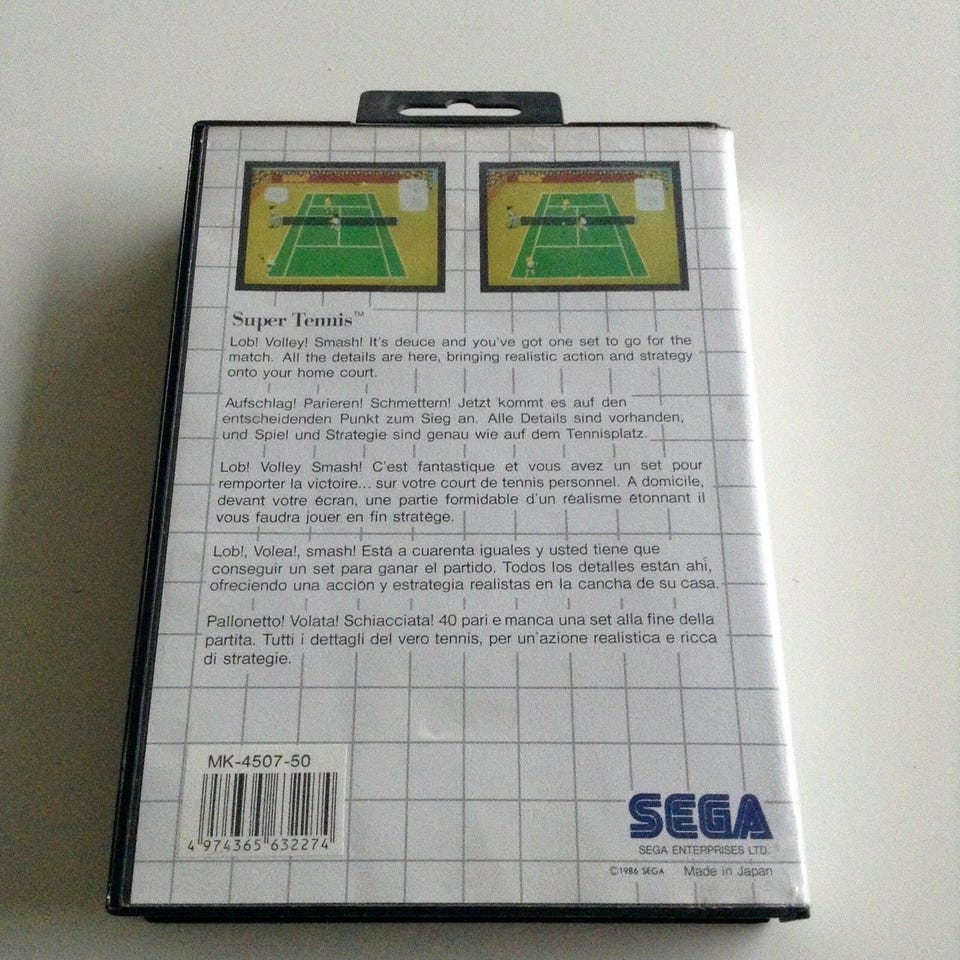 Super Tennis™
Lob! Volley! Smash! It's deuce and you've got one set to go for the
match. All the details are here, bringing realistic action and strategy
onto your home court.
Aufschlag! Parieren! Schmettern! Jetzt kommt es auf den
entscheidenden Punkt zum Sieg an. Alle Details sind vorhanden,
und Spiel und Strategie sind genau wie auf dem Tennisplatz.
Lob! Volley Smash! C'est fantastique et vous avez un set pour
remporter la victoire... sur votre court de tennis personnel. A domicile,
devant votre écran, une partie formidable d'un réalisme étonnant il
vous faudra jouer en fin stratège.
Lob!, Volea!, smash! Está a cuarenta iguales y usted tiene que
conseguir un set para ganar el partido. Todos los detalles están ahí,
ofreciendo una acción y estrategia realistas en la cancha de su casa.
Pallonetto! Volata! Schiacciata! 40 pari e manca una set alla fine della
partita. Tutti i dettagli del vero tennis, per un'azione realistica e ricca
di strategie.
MK-4507-50
4 974365 632274
SEGA
SEGA ENTERPRISES LTD.
©1986 SEGA Made in Japan